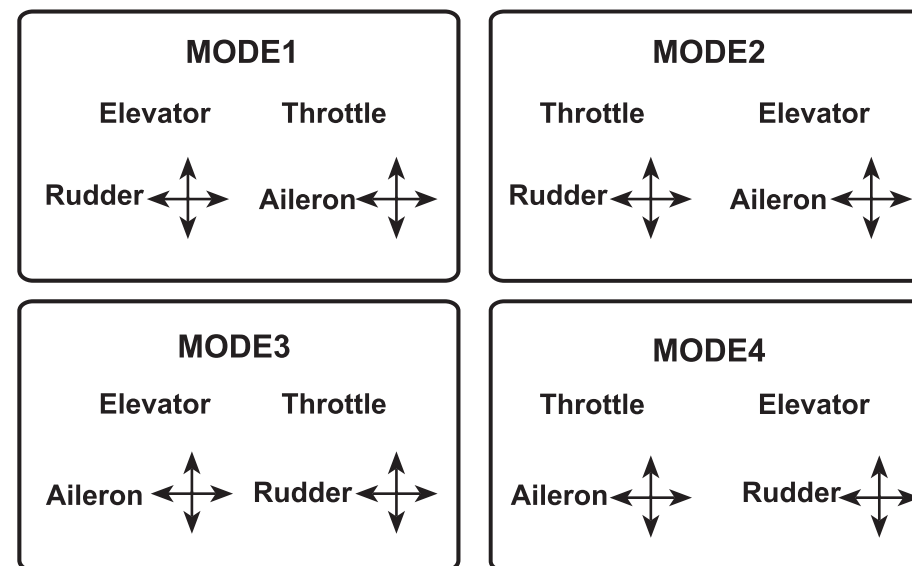 MODE1
Elevator Throttle
Rudder Aileron
MODE2
Throttle Elevator
Rudder Aileron
MODE3
Elevator Throttle
Aileron Rudder
MODE4
Throttle Elevator
Aileron Rudder